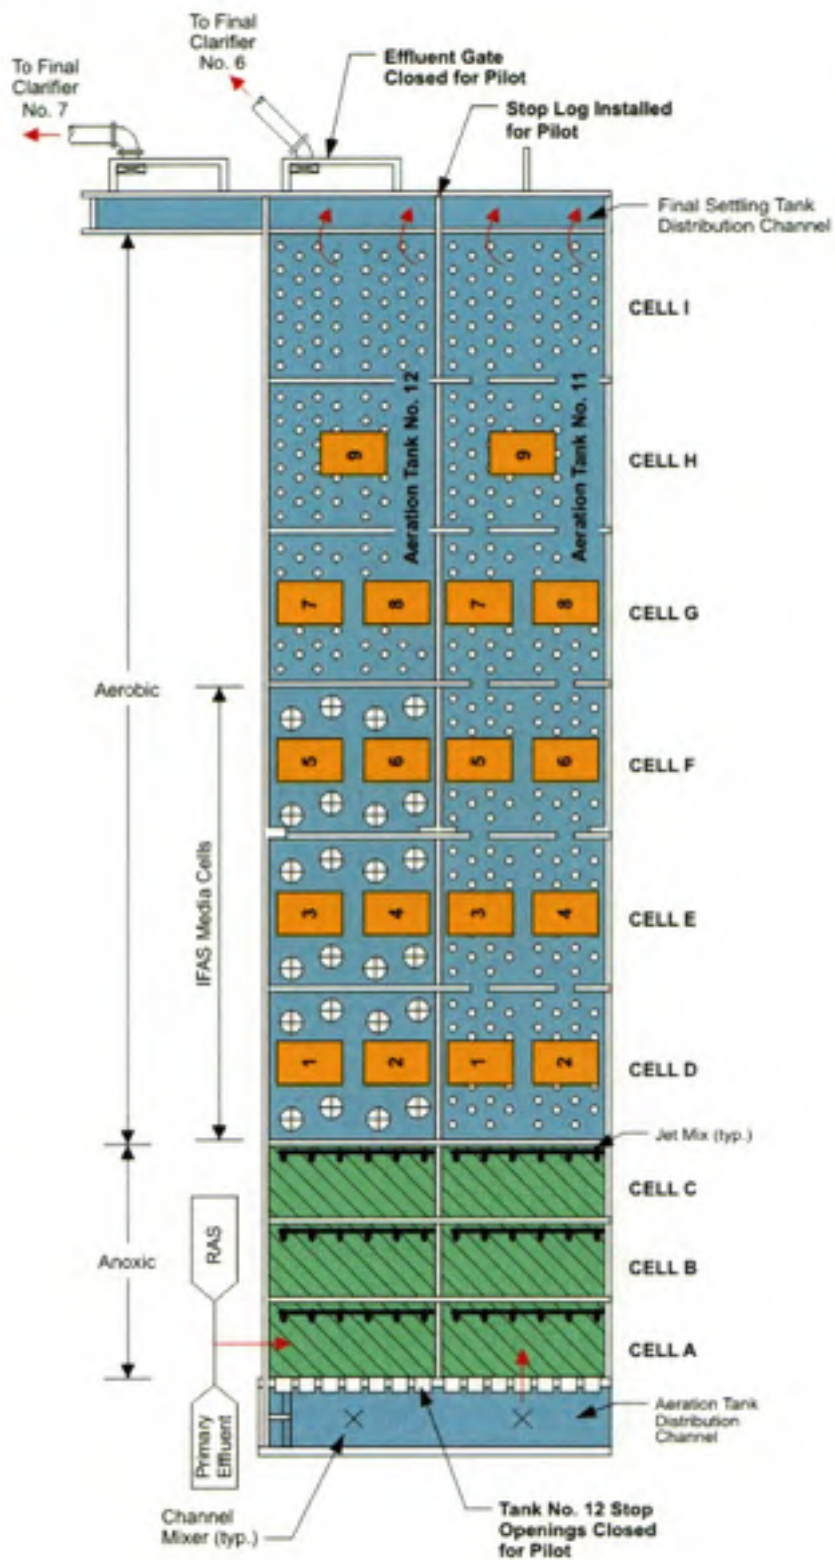 To Final
Clarifier
No. 6
To Final
Clarifier
No. 7
Effluent Gate
Closed for Pilot
Stop Log Installed
for Pilot
Final Settling Tank
Distribution Channel
CELL I
Aeration Tank No. 12
Aeration Tank No. 11
9
9
CELL H
7
8
7
8
CELL G
Aerobic
5
6
5
6
CELL F
IFAS Media Cells
3
4
3
4
CELL E
1
2
1
2
CELL D
Jet Mix (typ.)
CELL C
RAS
Anoxic
CELL B
CELL A
Primary
Effluent
Aeration Tank
Distribution
Channel
Channel
Mixer (typ.)
Tank No. 12 Stop
Openings Closed
for Pilot